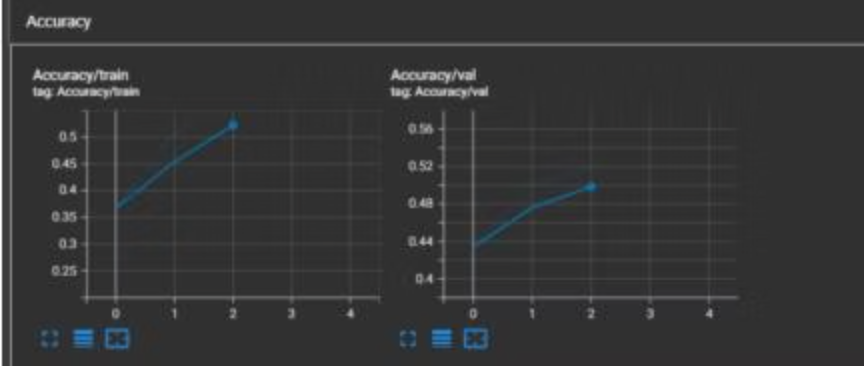 Accuracy
Accuracy/train
tag: Accuracy/train
0.5
0.45
0.4
0.35
0.3
0.25
0 1 2 3 4
Accuracy/val
tag: Accuracy/val
0.56
0.52
0.48
0.44
0.4
0 1 2 3 4